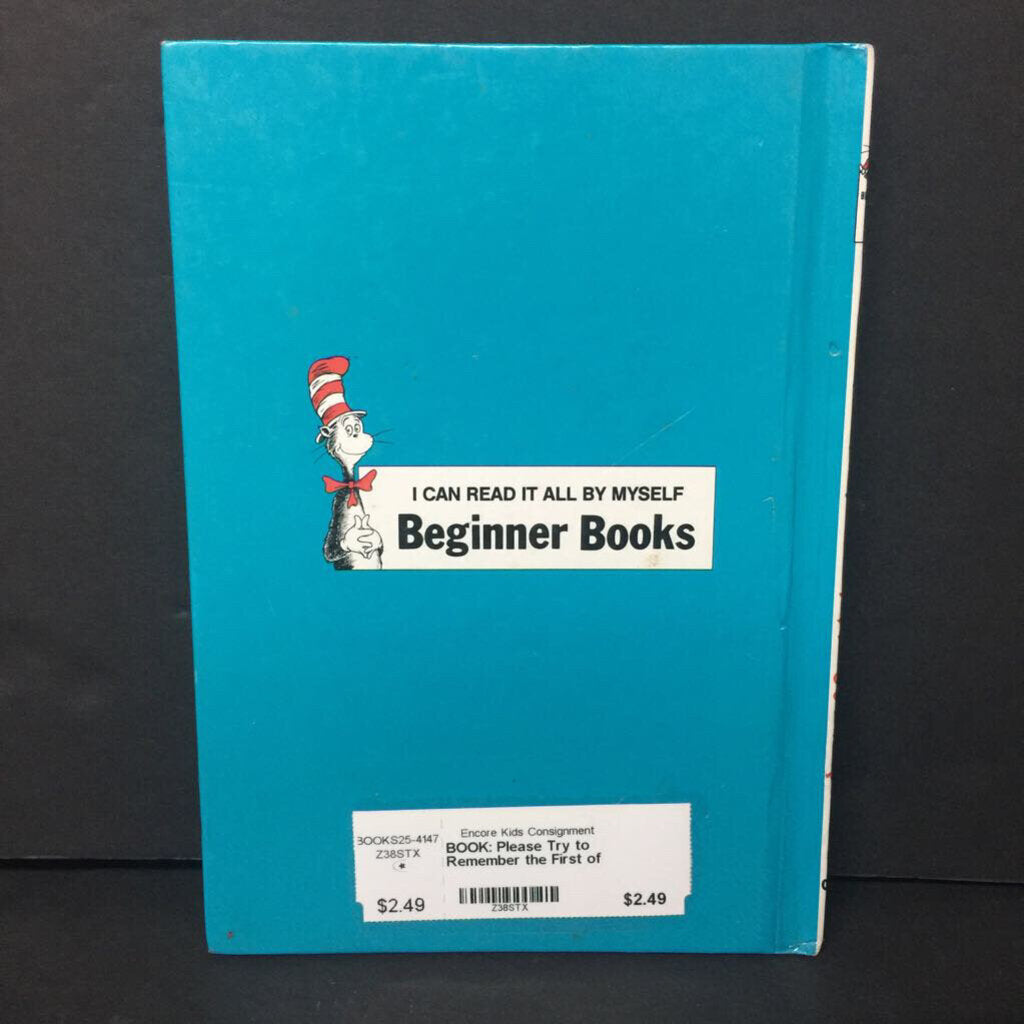 I CAN READ IT ALL BY MYSELF
Beginner Books
BOOKS25-4147
Z38STX
$2.49
Encore Kids Consignment
BOOK: Please Try to
Remember the First of
Z38STX
$2.49